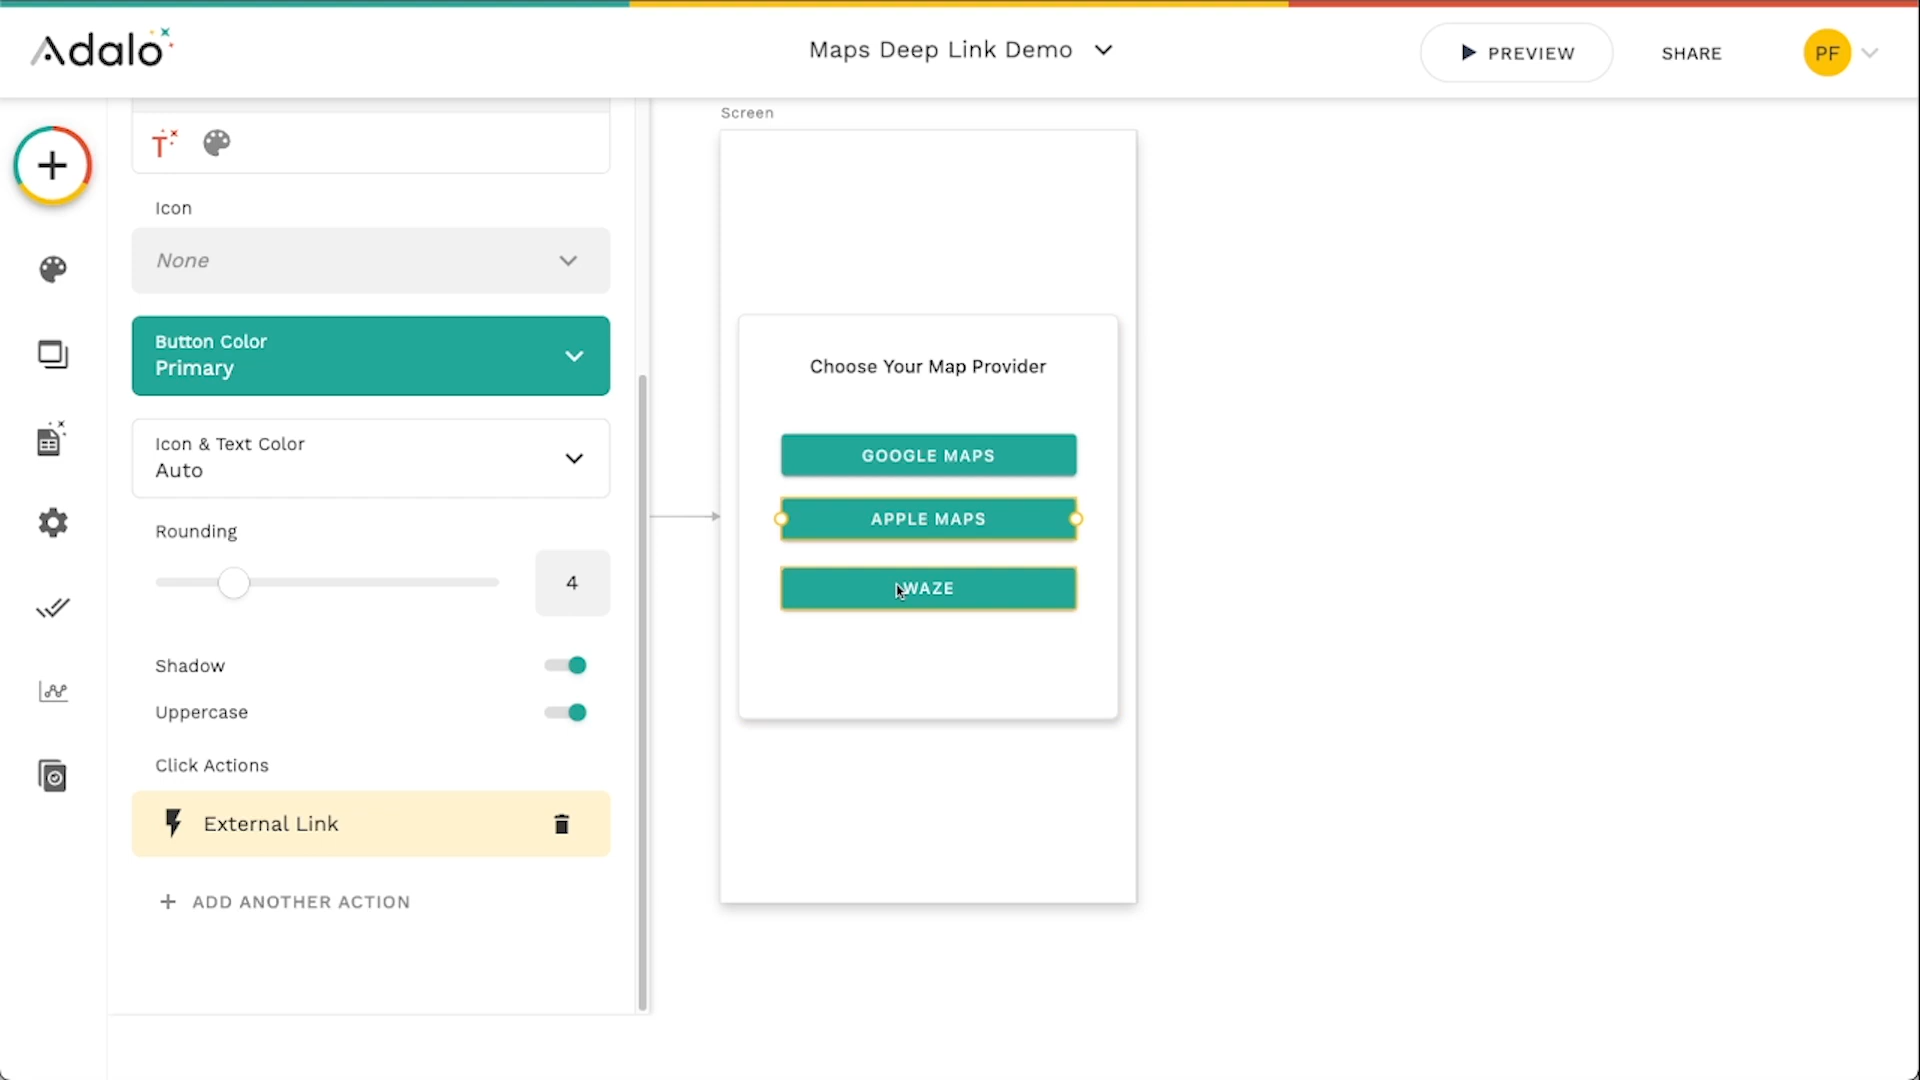 Adalo
Maps Deep Link Demo
PREVIEW
SHARE
PF
T
Icon
None
Button Color
Primary
Icon & Text Color
Auto
Rounding
4
Shadow
Uppercase
Click Actions
External Link
ADD ANOTHER ACTION
Screen
Choose Your Map Provider
GOOGLE MAPS
APPLE MAPS
WAZE